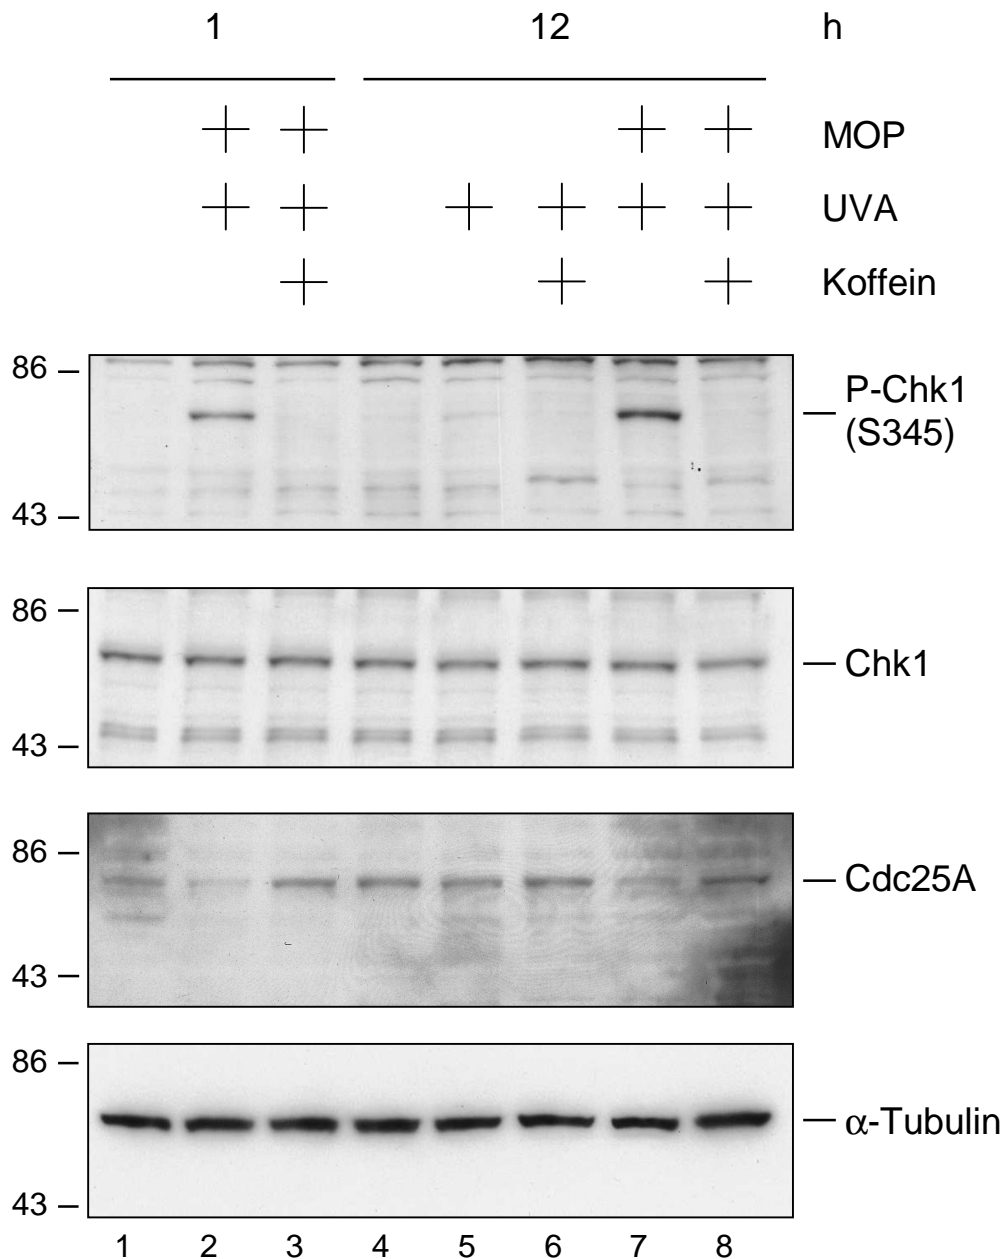 1 12 h
+ + + + MOP
+ + + + + + UVA
+ + + Koffein
86
P-Chk1
(S345)
43
86
Chk1
43
86
Cdc25A
43
86
α-Tubulin
43
1 2 3 4 5 6 7 8